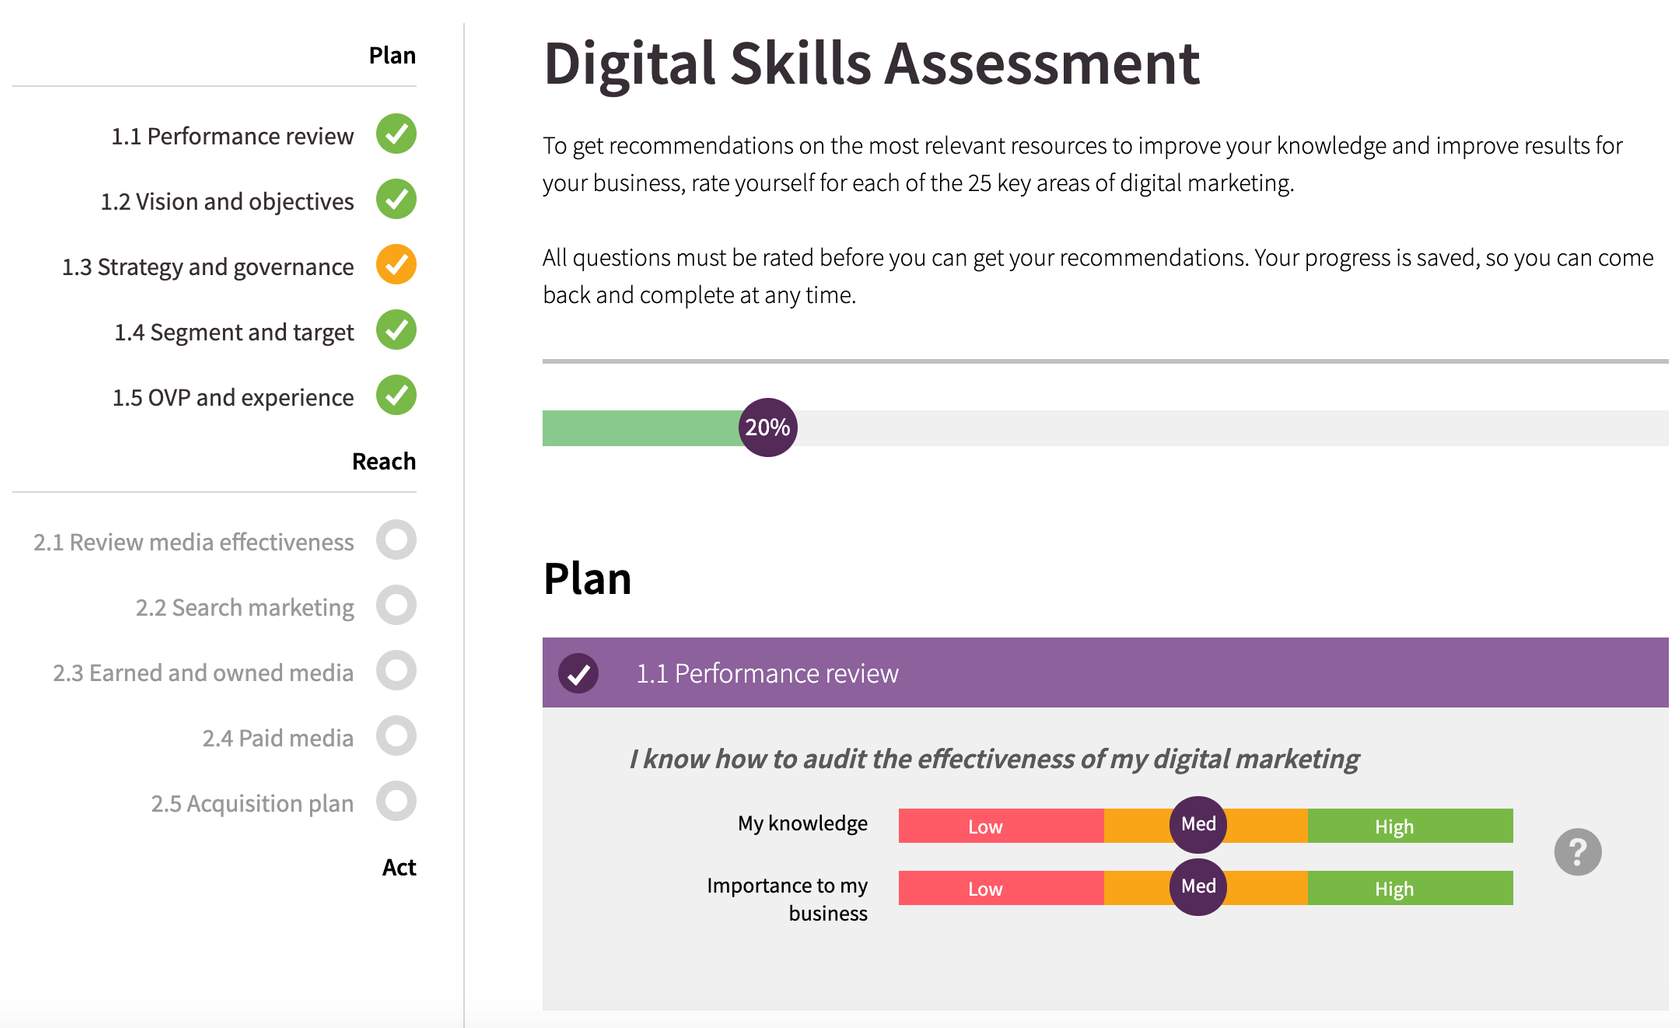 Plan
1.1 Performance review
1.2 Vision and objectives
1.3 Strategy and governance
1.4 Segment and target
1.5 OVP and experience
Reach
2.1 Review media effectiveness
2.2 Search marketing
2.3 Earned and owned media
2.4 Paid media
2.5 Acquisition plan
Act
Digital Skills Assessment
To get recommendations on the most relevant resources to improve your knowledge and improve results for
your business, rate yourself for each of the 25 key areas of digital marketing.
All questions must be rated before you can get your recommendations. Your progress is saved, so you can come
back and complete at any time.
20%
Plan
1.1 Performance review
I know how to audit the effectiveness of my digital marketing
My knowledge Low Med High
Importance to my
business Low Med High
?